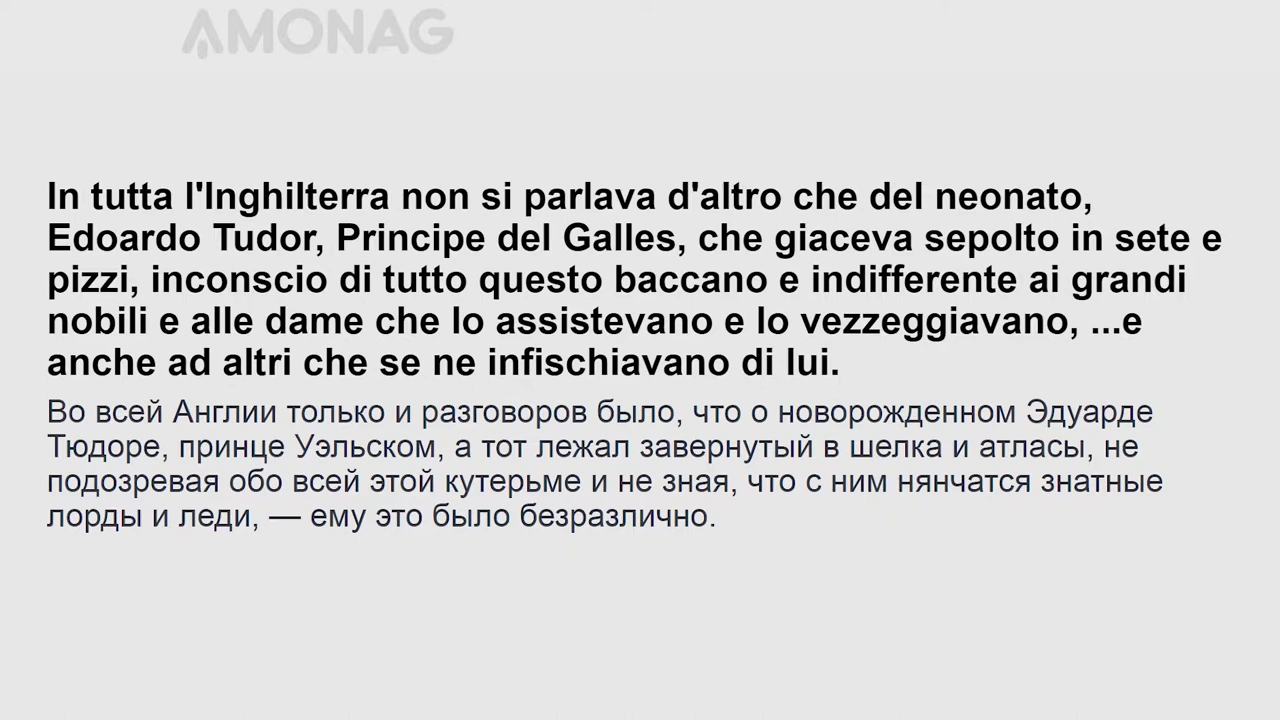 AMONAG
In tutta l'Inghilterra non si parlava d'altro che del neonato,
Edoardo Tudor, Principe del Galles, che giaceva sepolto in sete e
pizzi, inconscio di tutto questo baccano e indifferente ai grandi
nobili e alle dame che lo assistevano e lo vezzeggiavano, ...e
anche ad altri che se ne infischiavano di lui.
Во всей Англии только и разговоров было, что о новорожденном Эдуарде
Тюдоре, принце Уэльском, а тот лежал завернутый в шелка и атласы, не
подозревая обо всей этой кутерьме и не зная, что с ним нянчатся знатные
лорды и леди, — ему это было безразлично.